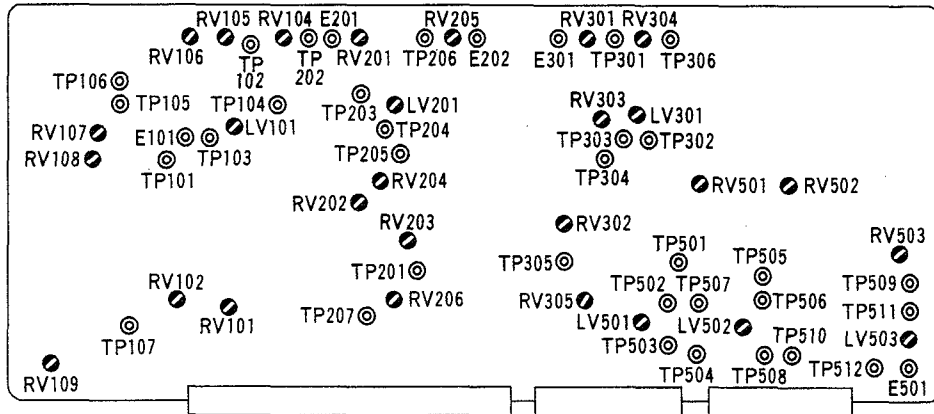 RV105 RV104 E201 RV205 RV301 RV304
RV106 TP 102 TP 202 RV201 TP206 E202 E301 TP301 TP306
TP106
TP105 TP104 TP203 LV201 RV303 LV301
RV107 E101 LV101 TP204 TP303 TP302
RV108 TP103 TP205
TP101 TP304
RV204 RV501 RV502
RV202
RV203 RV302
TP501 TP505 RV503
TP201 TP305
TP502 TP507 TP509
RV102 RV206 RV305 TP506
RV101 TP207 TP511
LV501 LV502
TP107 TP503 TP510 LV503
RV109 TP504 TP508 TP512 E501